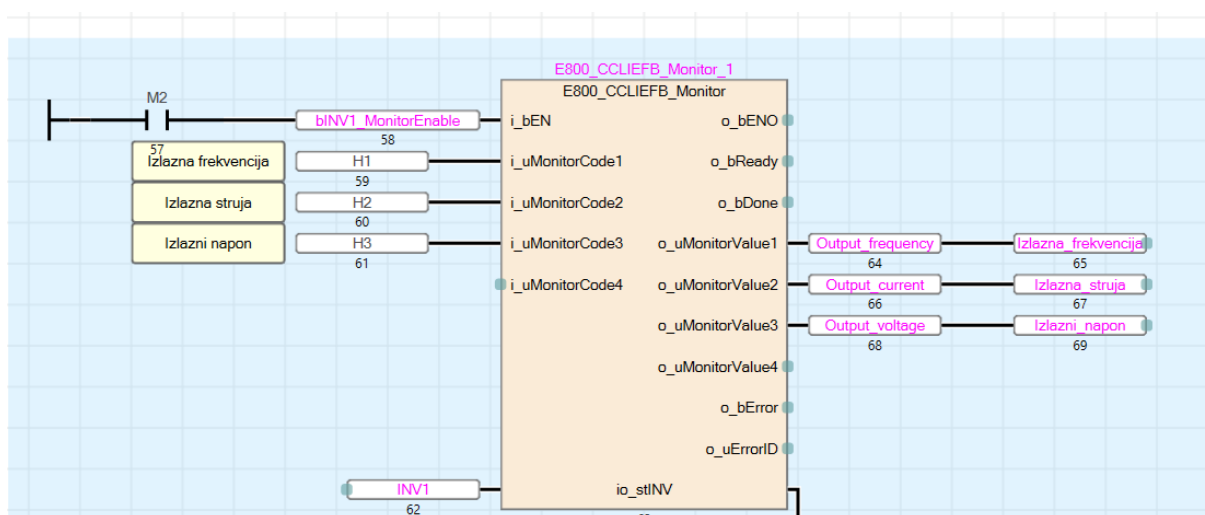 E800_CCLIEFB_Monitor_1
E800_CCLIEFB_Monitor
M2
57
bINV1_MonitorEnable
58
i_bEN
o_bENO
Izlazna frekvencija
H1
59
i_uMonitorCode1
o_bReady
Izlazna struja
H2
60
i_uMonitorCode2
o_bDone
Izlazni napon
H3
61
i_uMonitorCode3
o_uMonitorValue1
Output_frequency
64
Izlazna_frekvencija
65
i_uMonitorCode4
o_uMonitorValue2
Output_current
66
Izlazna_struja
67
o_uMonitorValue3
Output_voltage
68
Izlazni_napon
69
o_uMonitorValue4
o_bError
o_uErrorID
INV1
62
io_stINV